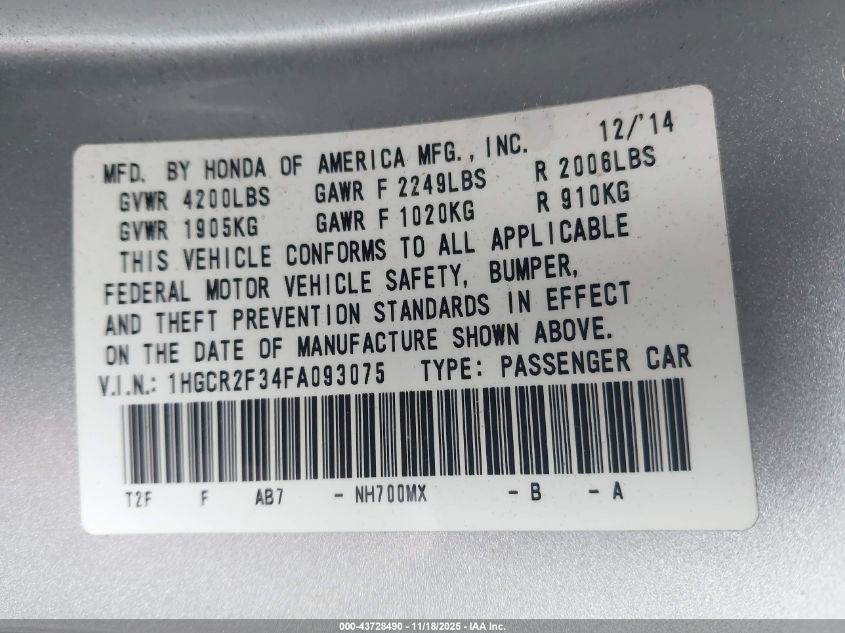 12/'14
MFD. BY HONDA OF AMERICA MFG., INC.
GVWR 4200LBS GAWR F 2249LBS R 2006LBS
GVWR 1905KG GAWR F 1020KG R 910KG
THIS VEHICLE CONFORMS TO ALL APPLICABLE
FEDERAL MOTOR VEHICLE SAFETY, BUMPER,
AND THEFT PREVENTION STANDARDS IN EFFECT
ON THE DATE OF MANUFACTURE SHOWN ABOVE.
V.I.N.: 1HGCR2F34FA093075 TYPE: PASSENGER CAR
T2F F AB7 - NH700MX - B - A
000-43728490 - 11/18/2025 - IAA Inc.